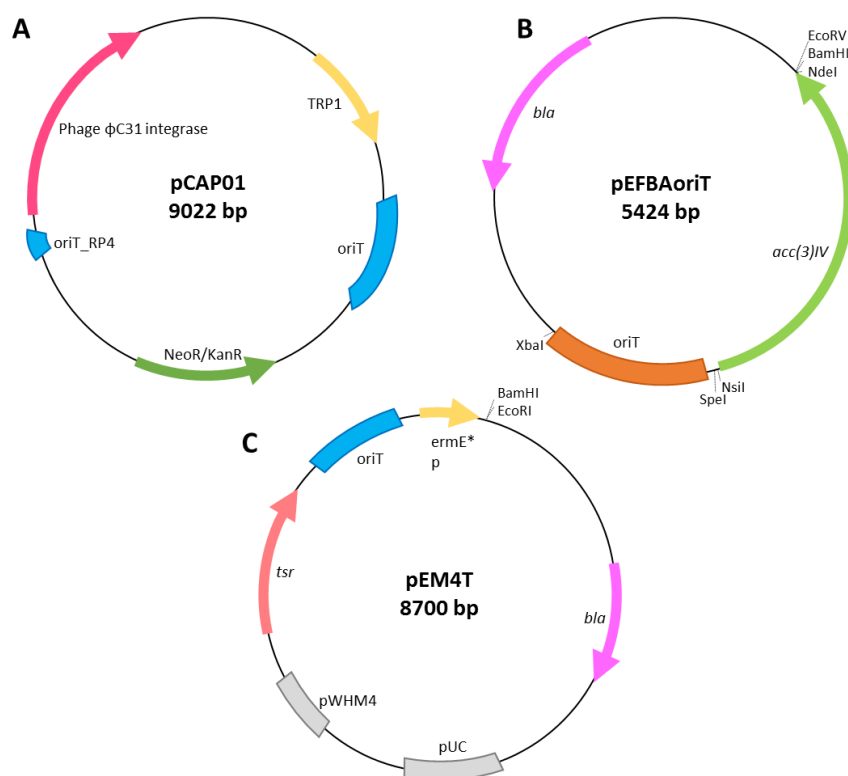 A
TRP1
Phage ϕC31 integrase
pCAP01
9022 bp
oriT_RP4
oriT
NeoR/KanR
B
EcoRV
BamHI
NdeI
bla
pEFBAoriT
5424 bp
acc(3)IV
XbaI
oriT
NsiI
SpeI
C
BamHI
EcoRI
ermE*
p
oriT
tsr
pEM4T
8700 bp
bla
pWHM4
pUC